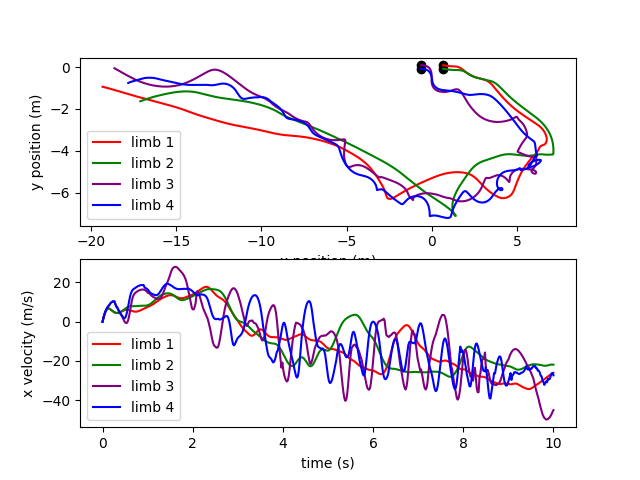 0
−2
−4
−6
y position (m)
limb 1
limb 2
limb 3
limb 4
−20
−15
−10
−5
0
5
x position (m)
20
0
−20
−40
x velocity (m/s)
limb 1
limb 2
limb 3
limb 4
0
2
4
6
8
10
time (s)